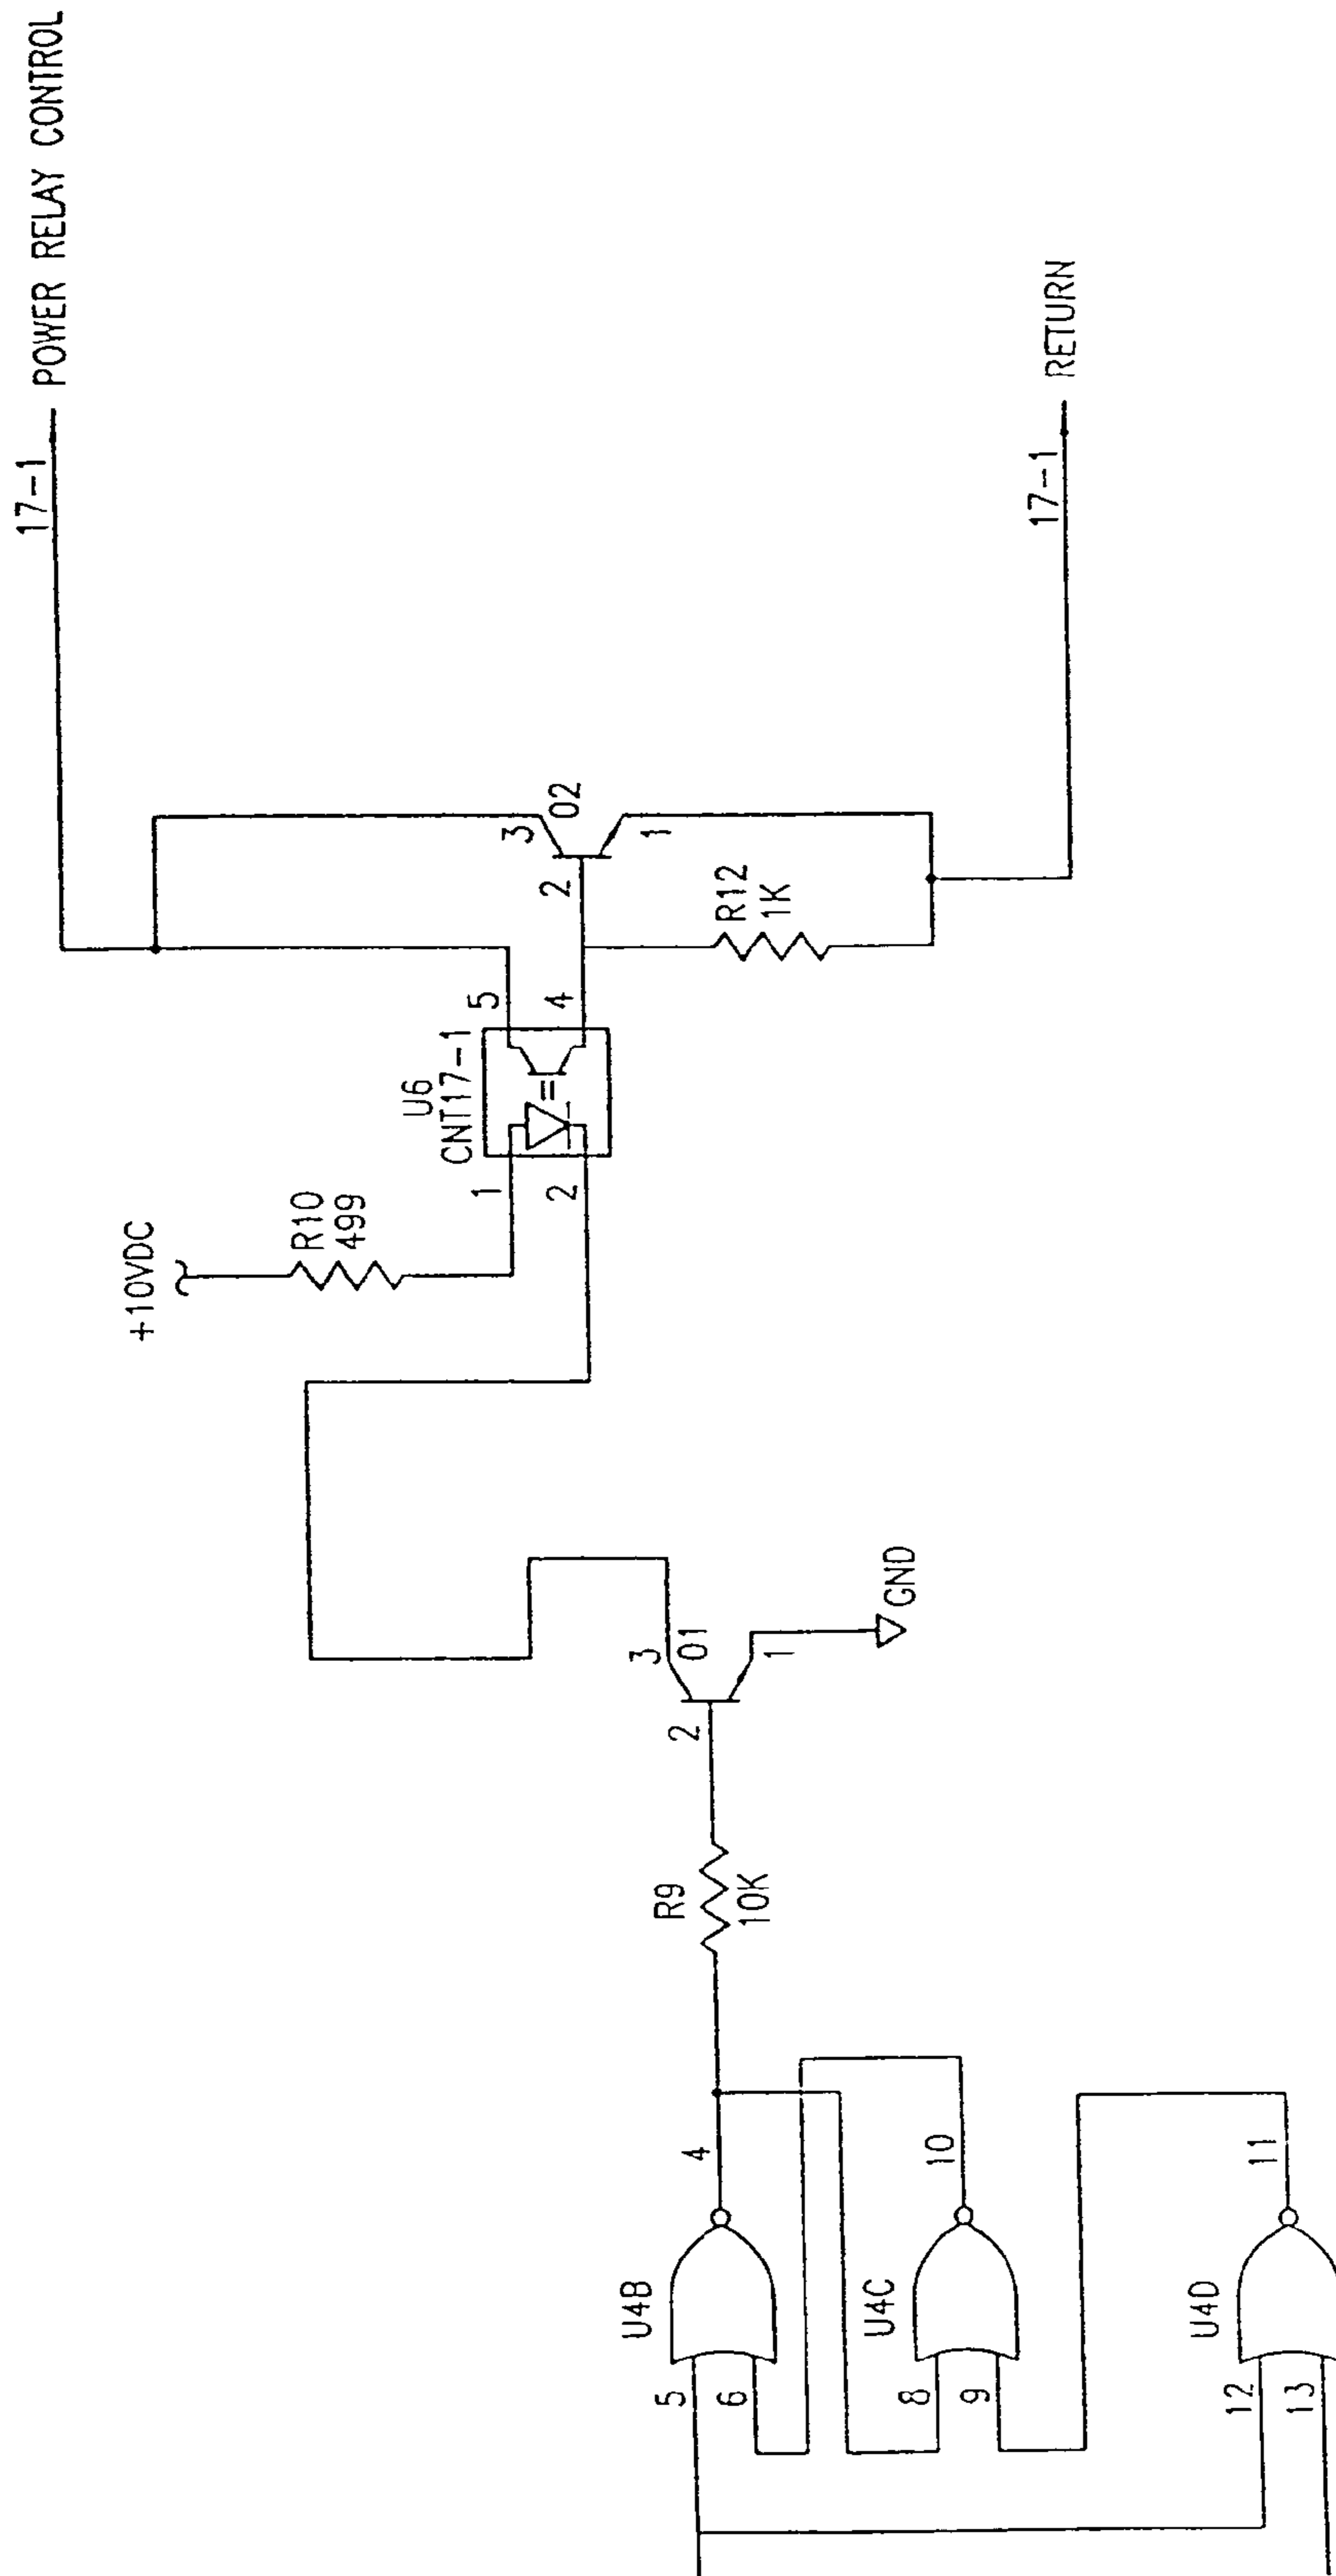 17-1
POWER RELAY CONTROL
+10VDC
R10
499
U6
CNT17-1
1
2
5
4
3
O2
2
1
R12
1K
17-1
RETURN
3
O1
2
1
GND
R9
10K
U4B
5
6
4
U4C
8
9
10
U4D
12
13
11